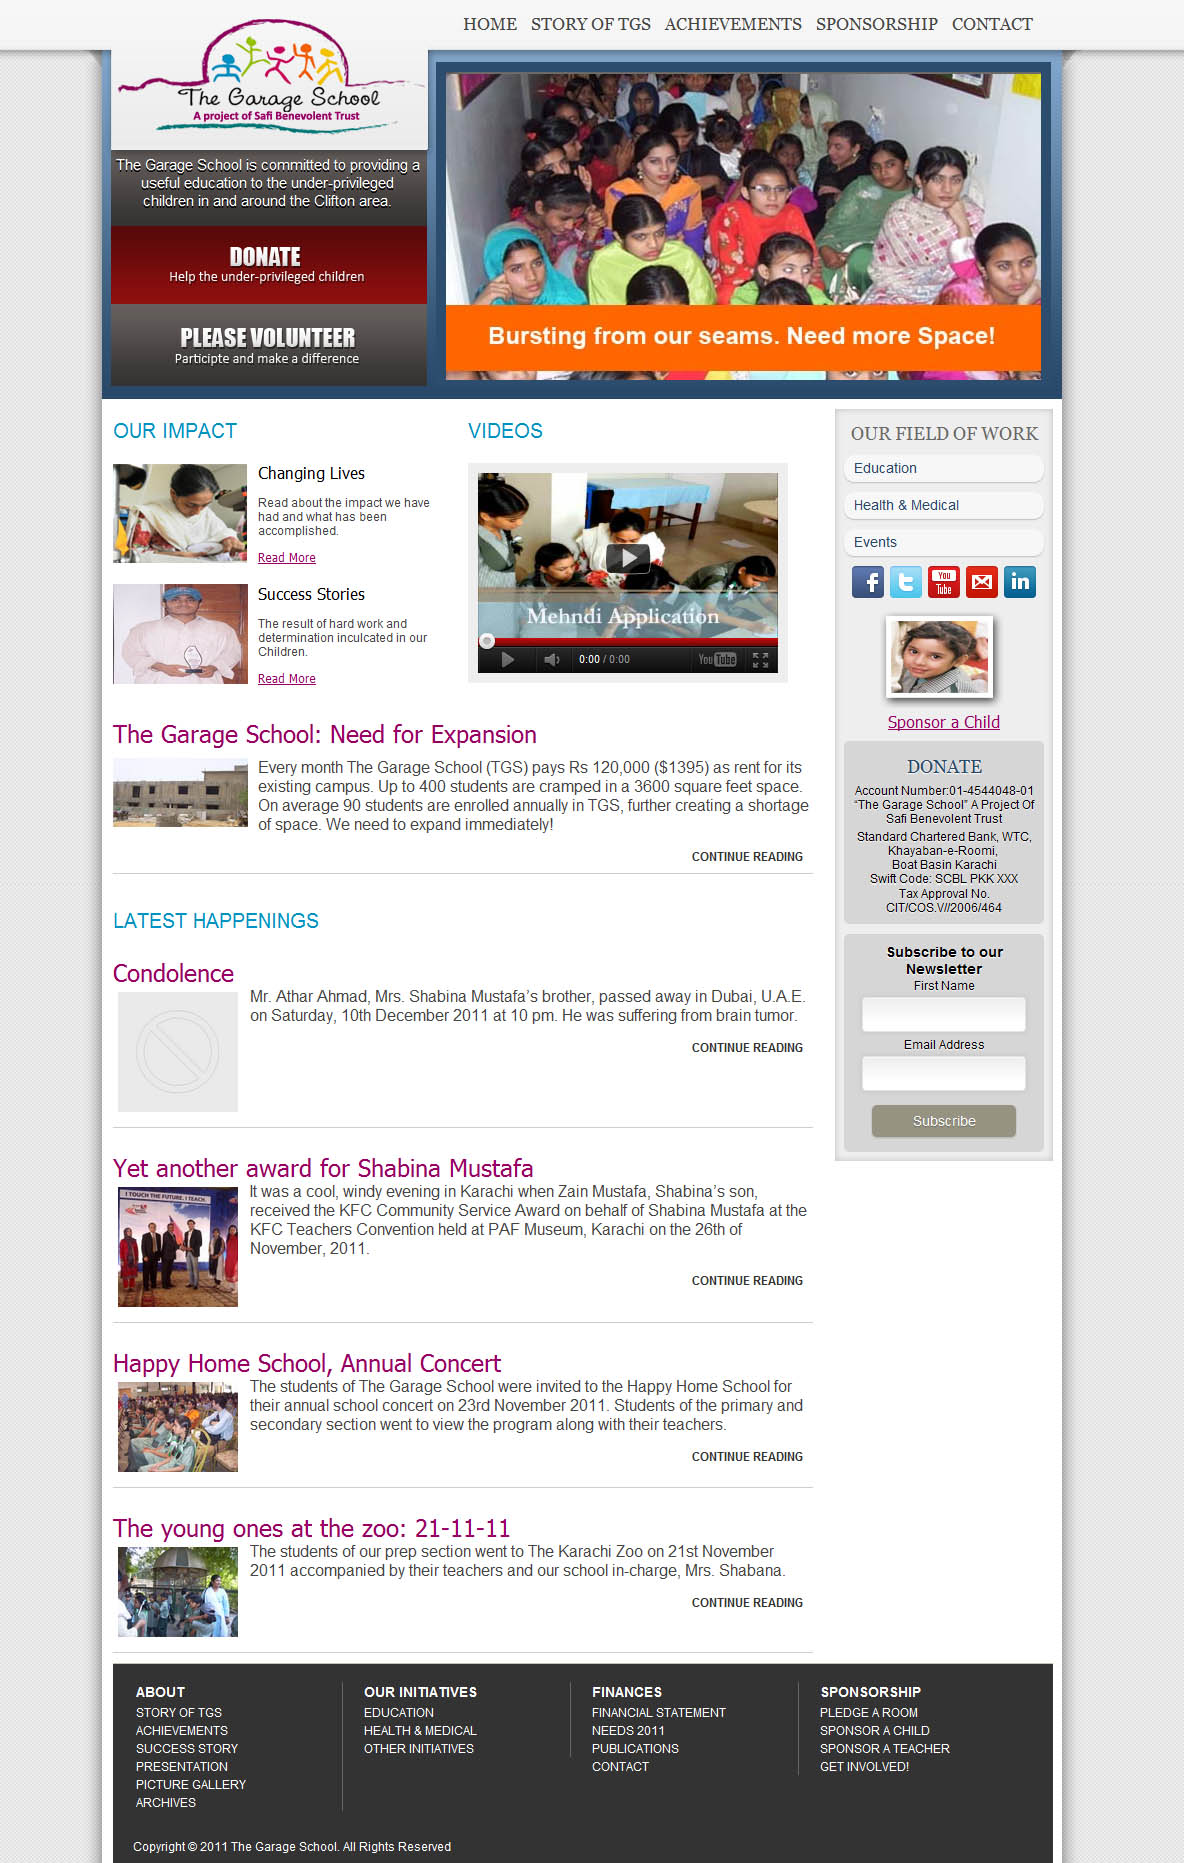 HOME STORY OF TGS ACHIEVEMENTS SPONSORSHIP CONTACT
The Garage School
A project of Safi Benevolent Trust
The Garage School is committed to providing a
useful education to the under-privileged
children in and around the Clifton area.
DONATE
Help the under-privileged children
PLEASE VOLUNTEER
Participte and make a difference
Bursting from our seams. Need more Space!
OUR IMPACT
Changing Lives
Read about the impact we have
had and what has been
accomplished.
Read More
Success Stories
The result of hard work and
determination inculcated in our
Children.
Read More
VIDEOS
Mehndi Application
0:00 / 0:00
YouTube
The Garage School: Need for Expansion
Every month The Garage School (TGS) pays Rs 120,000 ($1395) as rent for its
existing campus. Up to 400 students are cramped in a 3600 square feet space.
On average 90 students are enrolled annually in TGS, further creating a shortage
of space. We need to expand immediately!
CONTINUE READING
LATEST HAPPENINGS
Condolence
Mr. Athar Ahmad, Mrs. Shabina Mustafa’s brother, passed away in Dubai, U.A.E.
on Saturday, 10th December 2011 at 10 pm. He was suffering from brain tumor.
CONTINUE READING
Yet another award for Shabina Mustafa
I TOUCH THE FUTURE. I TEACH.
It was a cool, windy evening in Karachi when Zain Mustafa, Shabina’s son,
received the KFC Community Service Award on behalf of Shabina Mustafa at the
KFC Teachers Convention held at PAF Museum, Karachi on the 26th of
November, 2011.
CONTINUE READING
Happy Home School, Annual Concert
The students of The Garage School were invited to the Happy Home School for
their annual school concert on 23rd November 2011. Students of the primary and
secondary section went to view the program along with their teachers.
CONTINUE READING
The young ones at the zoo: 21-11-11
The students of our prep section went to The Karachi Zoo on 21st November
2011 accompanied by their teachers and our school in-charge, Mrs. Shabana.
CONTINUE READING
OUR FIELD OF WORK
Education
Health & Medical
Events
f t You Tube in
Sponsor a Child
DONATE
Account Number:01-4544048-01
“The Garage School” A Project Of
Safi Benevolent Trust
Standard Chartered Bank, WTC,
Khayaban-e-Roomi,
Boat Basin Karachi
Swift Code: SCBL PKK XXX
Tax Approval No.
CIT/COS.V//2006/464
Subscribe to our
Newsletter
First Name
Email Address
Subscribe
ABOUT
STORY OF TGS
ACHIEVEMENTS
SUCCESS STORY
PRESENTATION
PICTURE GALLERY
ARCHIVES
OUR INITIATIVES
EDUCATION
HEALTH & MEDICAL
OTHER INITIATIVES
FINANCES
FINANCIAL STATEMENT
NEEDS 2011
PUBLICATIONS
CONTACT
SPONSORSHIP
PLEDGE A ROOM
SPONSOR A CHILD
SPONSOR A TEACHER
GET INVOLVED!
Copyright © 2011 The Garage School. All Rights Reserved